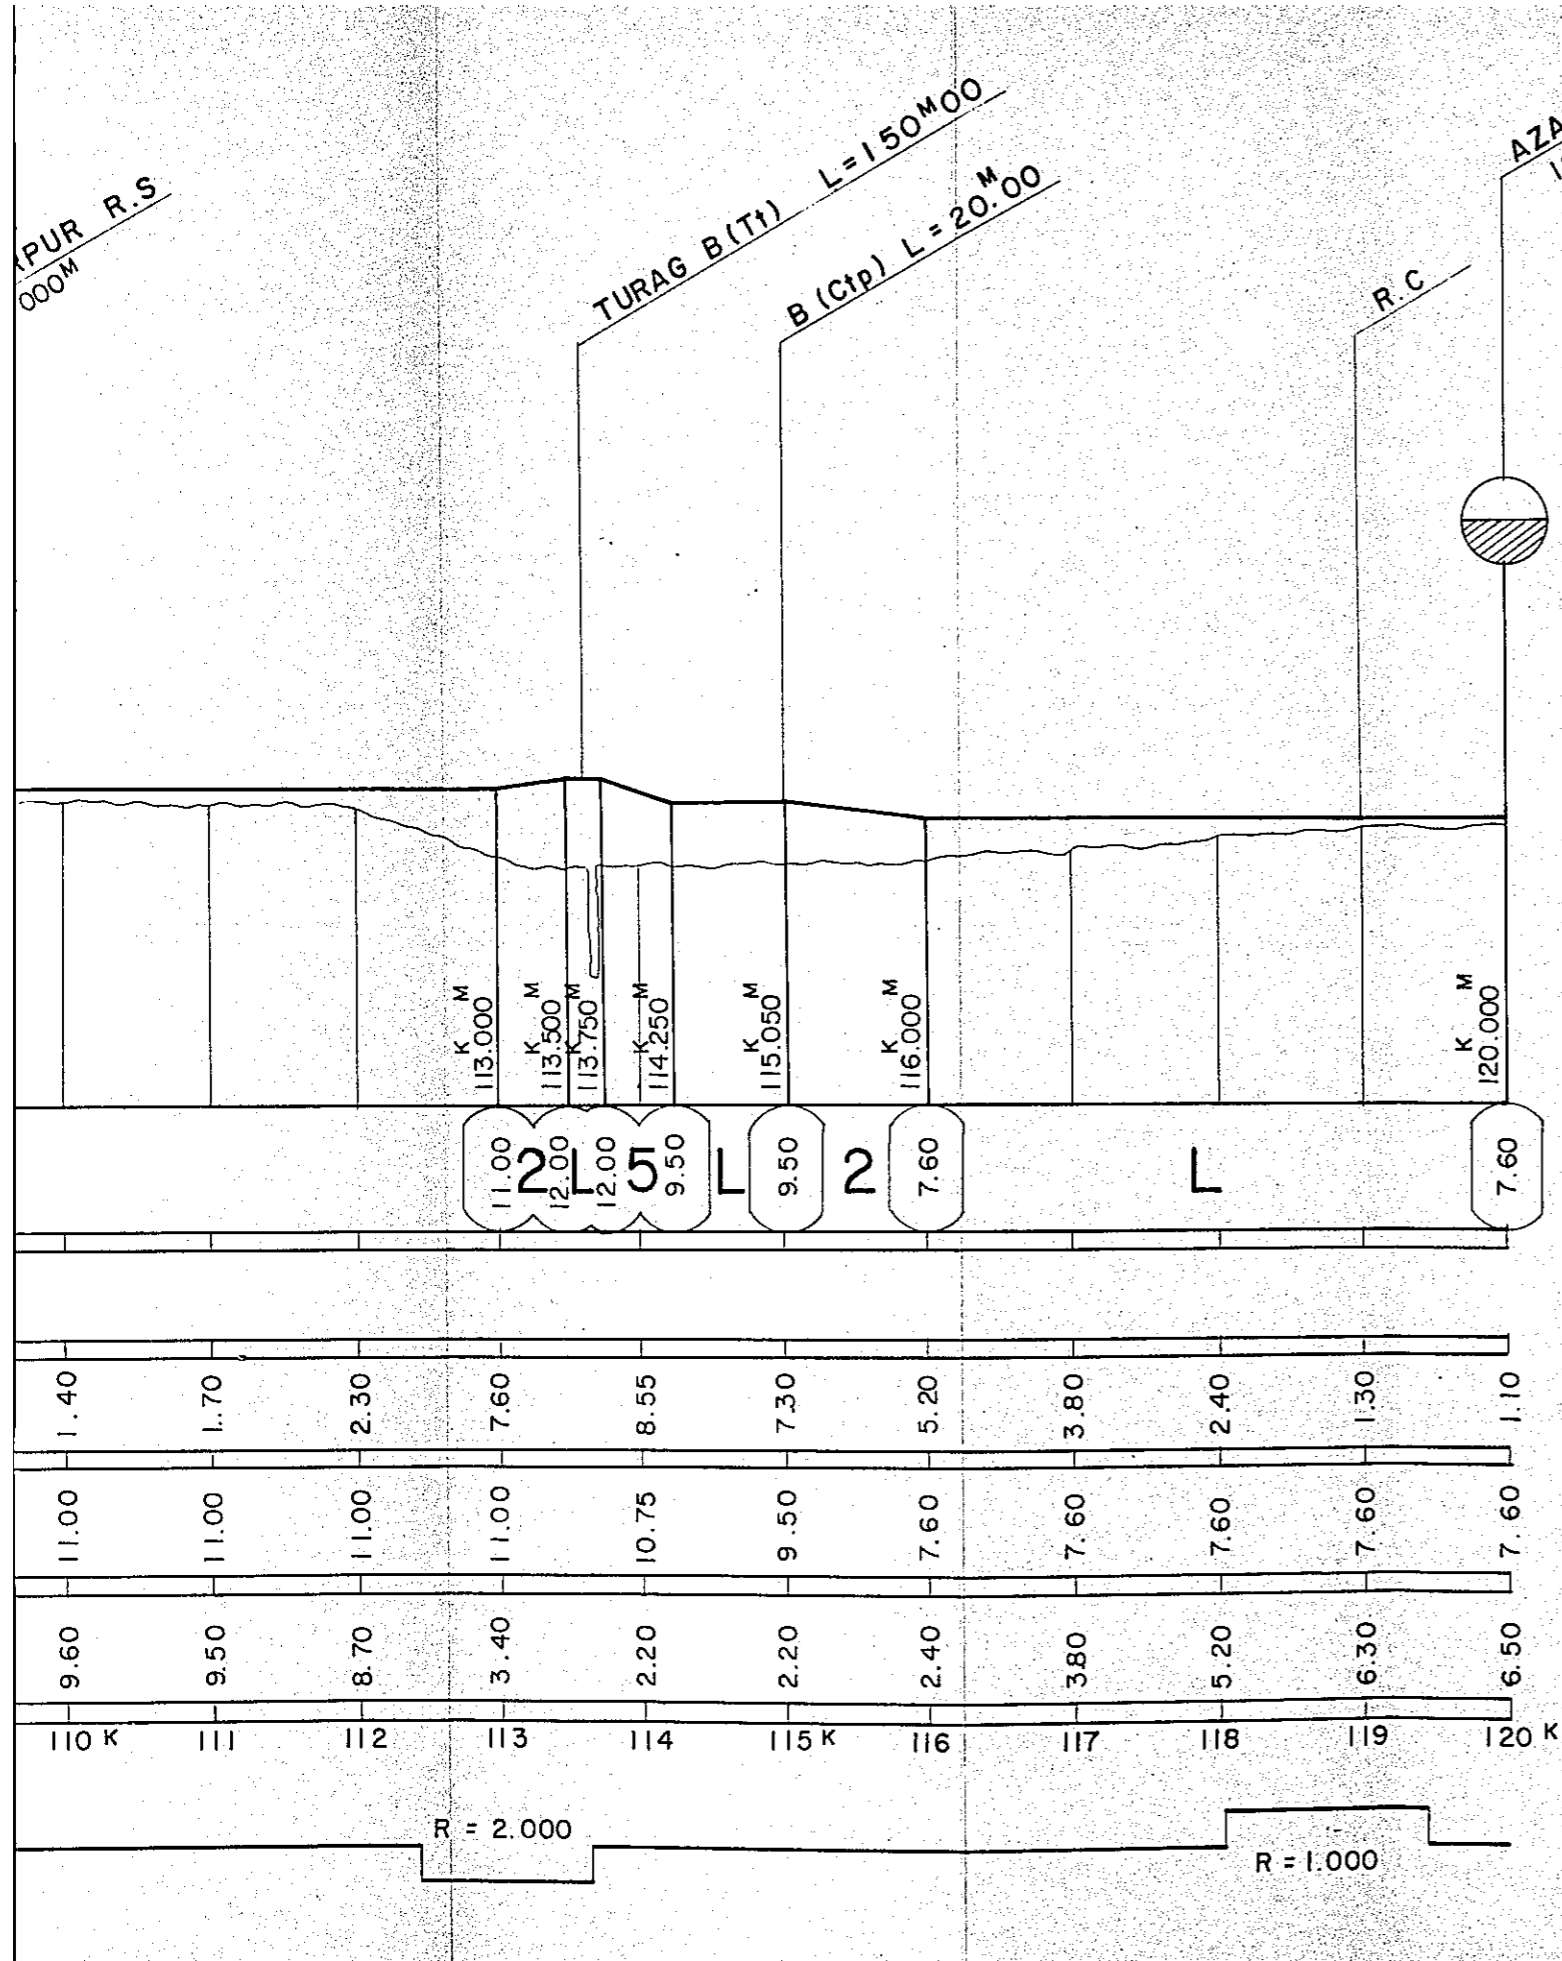 RPUR R.S
000M
TURAG B(Tt) L=150M00
B(Ctp) L=20.00M
R.C
AZA
113.000 K M
113.500 K M
113.750 K M
114.250 K M
115.050 K M
116.000 K M
120.000 K M
11.00 2 12.00 L 12.00 5 9.50 L 9.50 2 7.60 L 7.60
1.40 1.70 2.30 7.60 8.55 7.30 5.20 3.80 2.40 1.30 1.10
11.00 11.00 11.00 11.00 10.75 9.50 7.60 7.60 7.60 7.60 7.60
9.60 9.50 8.70 3.40 2.20 2.20 2.40 3.80 5.20 6.30 6.50
110 K 111 112 113 114 115 K 116 117 118 119 120 K
R = 2.000
R = 1.000